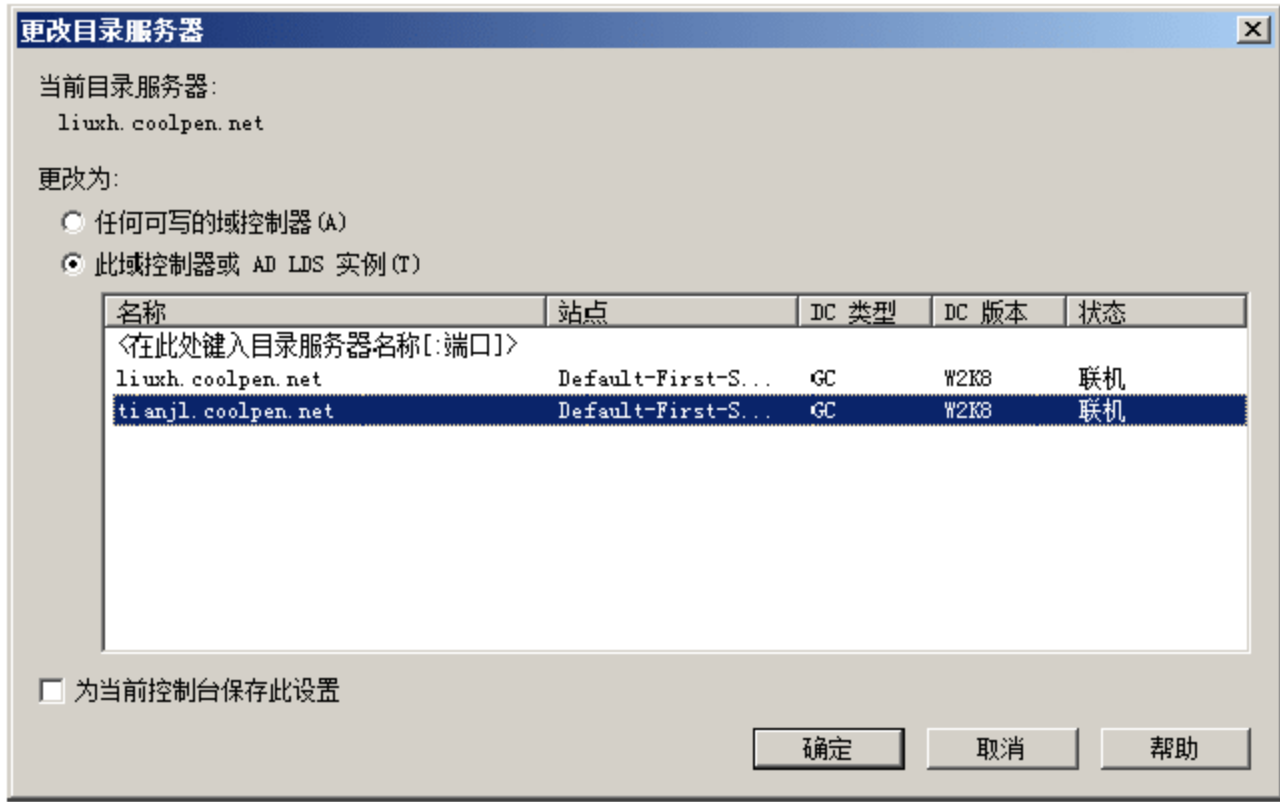 更改目录服务器
当前目录服务器:
liuxh.coolpen.net
更改为:
任何可写的域控制器(A)
此域控制器或 AD LDS 实例(T)
名称 站点 DC 类型 DC 版本 状态
<在此处键入目录服务器名称[:端口]>
liuxh.coolpen.net Default-First-S... GC W2K8 联机
tianjl.coolpen.net Default-First-S... GC W2K8 联机
为当前控制台保存此设置
确定 取消 帮助